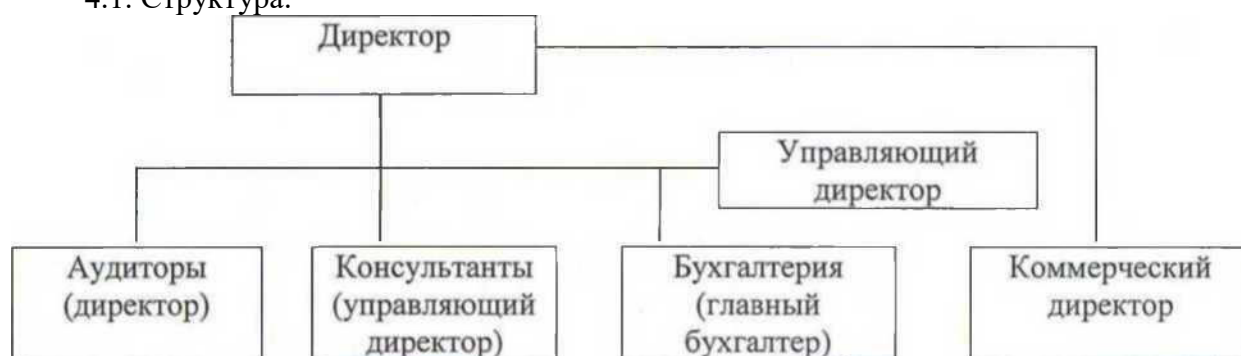 4.1. Структура.
Директор
Управляющий
директор
Аудиторы
(директор)
Консультанты
(управляющий
директор)
Бухгалтерия
(главный
бухгалтер)
Коммерческий
директор